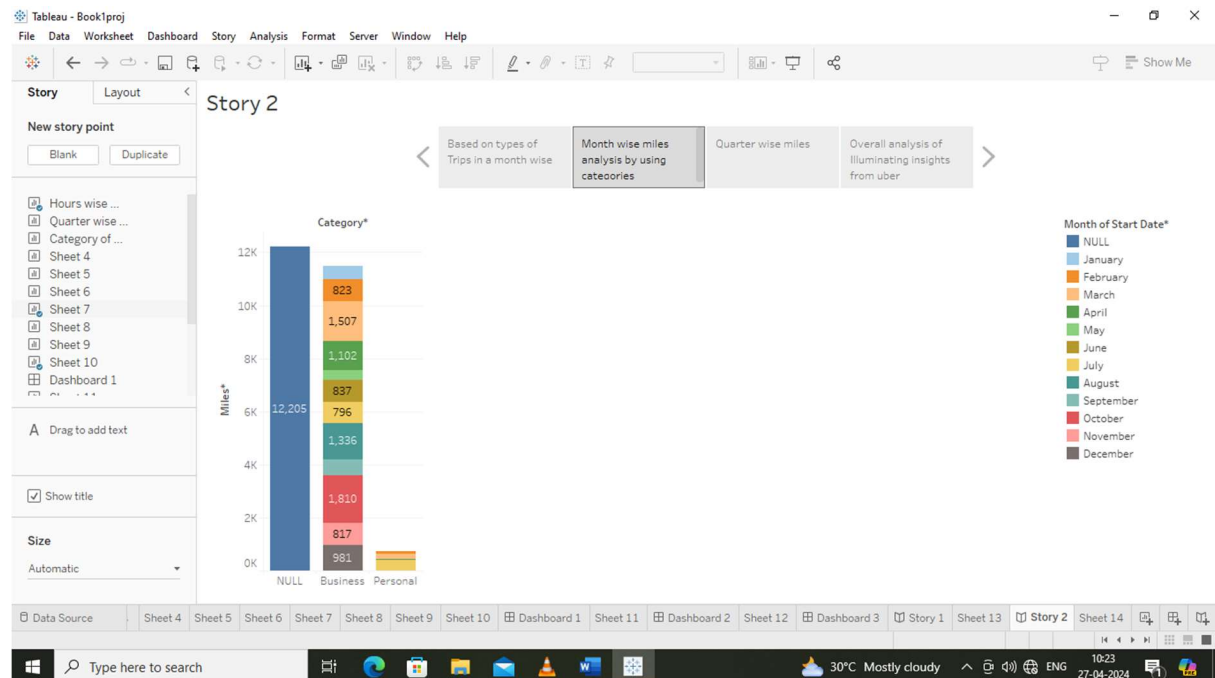 Tableau - Book1proj
File Data Worksheet Dashboard Story Analysis Format Server Window Help
Show Me
Story Layout
Story 2
New story point
Blank Duplicate
Based on types of
Trips in a month wise
Month wise miles
analysis by using
categories
Quarter wise miles
Overall analysis of
Illuminating insights
from uber
Hours wise ...
Quarter wise ...
Category of ...
Sheet 4
Sheet 5
Sheet 6
Sheet 7
Sheet 8
Sheet 9
Sheet 10
Dashboard 1
A Drag to add text
Show title
Size
Automatic
Category*
Miles*
12K
10K
8K
6K
4K
2K
0K
12,205
823
1,507
1,102
837
796
1,336
1,810
817
981
NULL Business Personal
Month of Start Date*
NULL
January
February
March
April
May
June
July
August
September
October
November
December
Data Source Sheet 4 Sheet 5 Sheet 6 Sheet 7 Sheet 8 Sheet 9 Sheet 10 Dashboard 1 Sheet 11 Dashboard 2 Sheet 12 Dashboard 3 Story 1 Sheet 13 Story 2 Sheet 14
Type here to search
30°C Mostly cloudy
ENG
10:23
27-04-2024